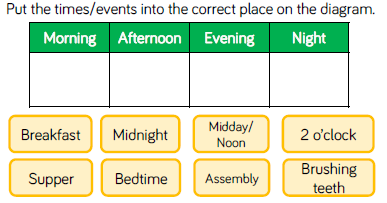 Put the times/events into the correct place on the diagram.
Morning Afternoon Evening Night
Breakfast Midnight Midday/ Noon 2 o'clock
Supper Bedtime Assembly Brushing teeth